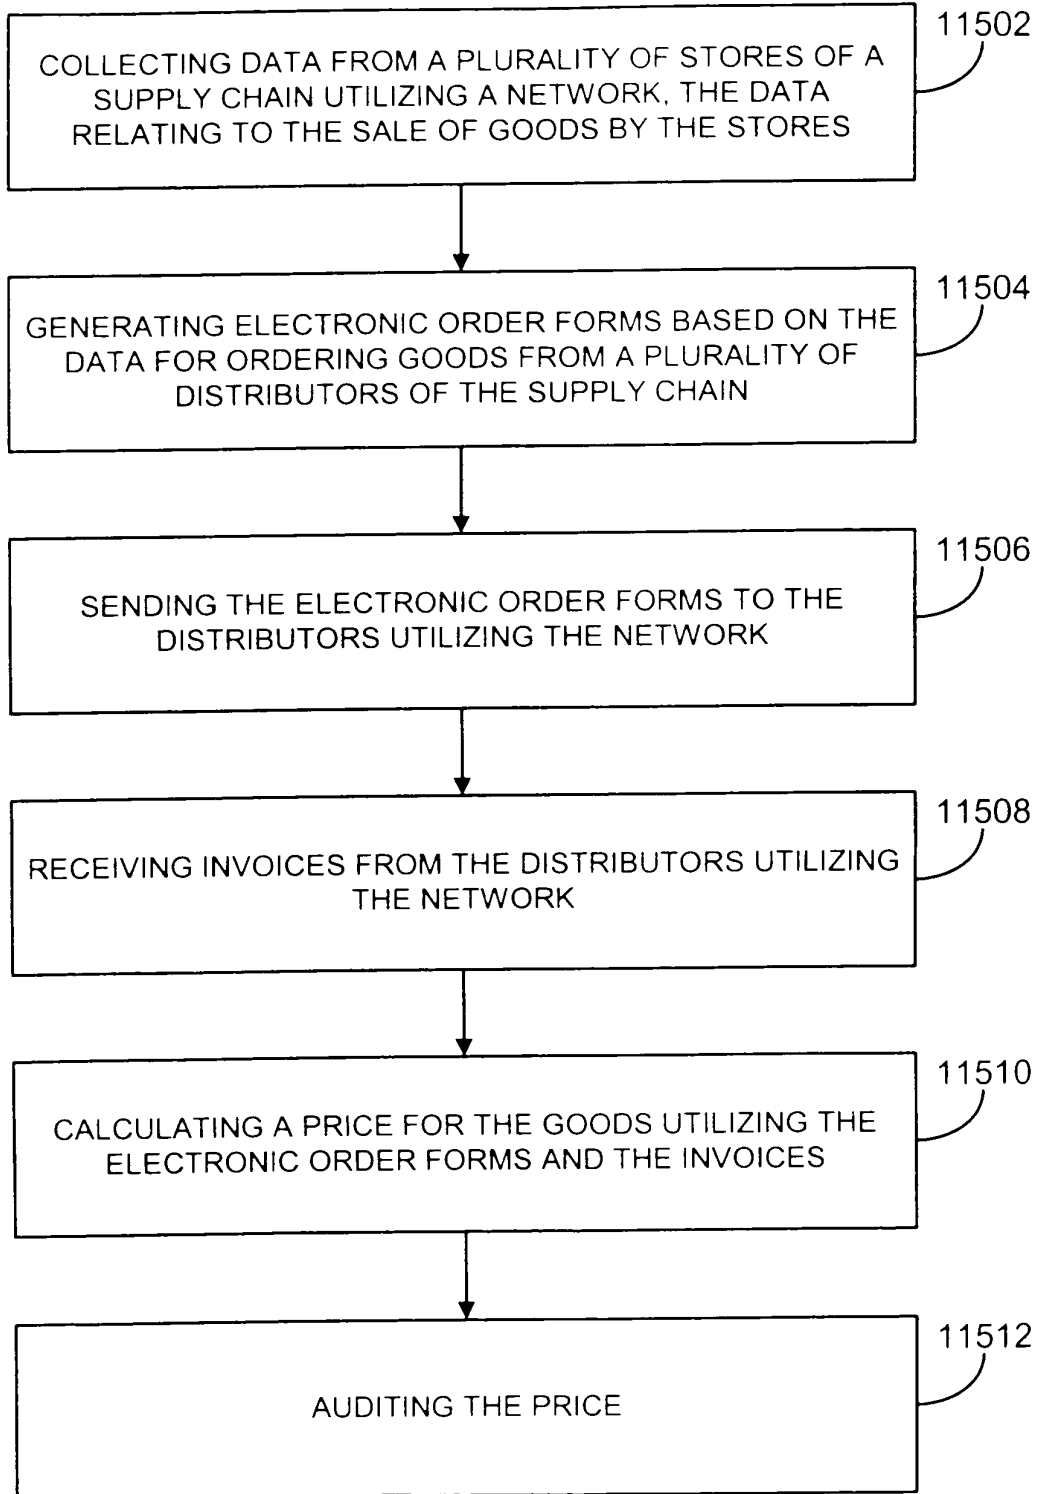 11502
COLLECTING DATA FROM A PLURALITY OF STORES OF A
SUPPLY CHAIN UTILIZING A NETWORK, THE DATA
RELATING TO THE SALE OF GOODS BY THE STORES
11504
GENERATING ELECTRONIC ORDER FORMS BASED ON THE
DATA FOR ORDERING GOODS FROM A PLURALITY OF
DISTRIBUTORS OF THE SUPPLY CHAIN
11506
SENDING THE ELECTRONIC ORDER FORMS TO THE
DISTRIBUTORS UTILIZING THE NETWORK
11508
RECEIVING INVOICES FROM THE DISTRIBUTORS UTILIZING
THE NETWORK
11510
CALCULATING A PRICE FOR THE GOODS UTILIZING THE
ELECTRONIC ORDER FORMS AND THE INVOICES
11512
AUDITING THE PRICE